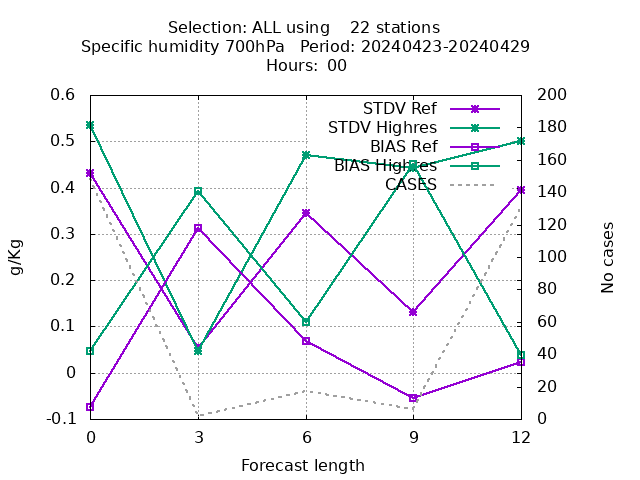 Selection: ALL using    22 stations
Specific humidity 700hPa   Period: 20240423-20240429
Hours: 00
STDV Ref
STDV Highres
BIAS Ref
BIAS Highres
CASES
0.6
0.5
0.4
0.3
0.2
0.1
0
-0.1
g/Kg
200
180
160
140
120
100
80
60
40
20
0
No cases
0 3 6 9 12
Forecast length